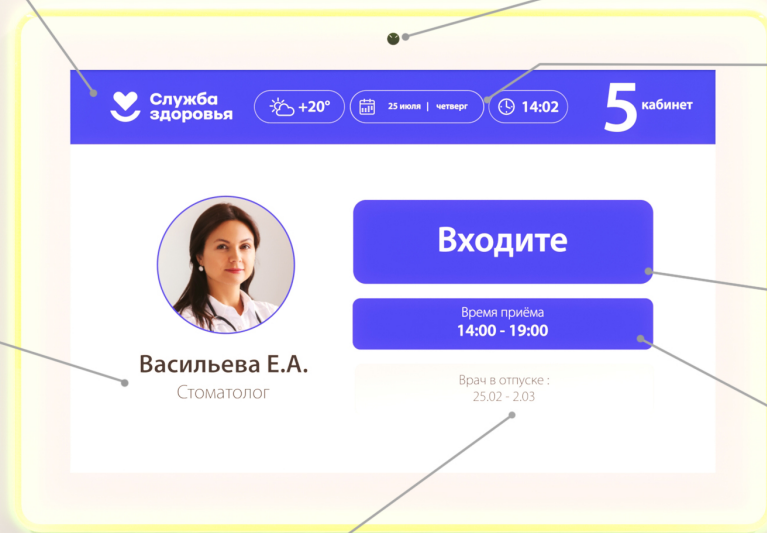 Служба
здоровья
+20°
25 июля | четверг
14:02
5 кабинет
Входите
Время приёма
14:00 - 19:00
Васильева Е.А.
Стоматолог
Врач в отпуске :
25.02 - 2.03